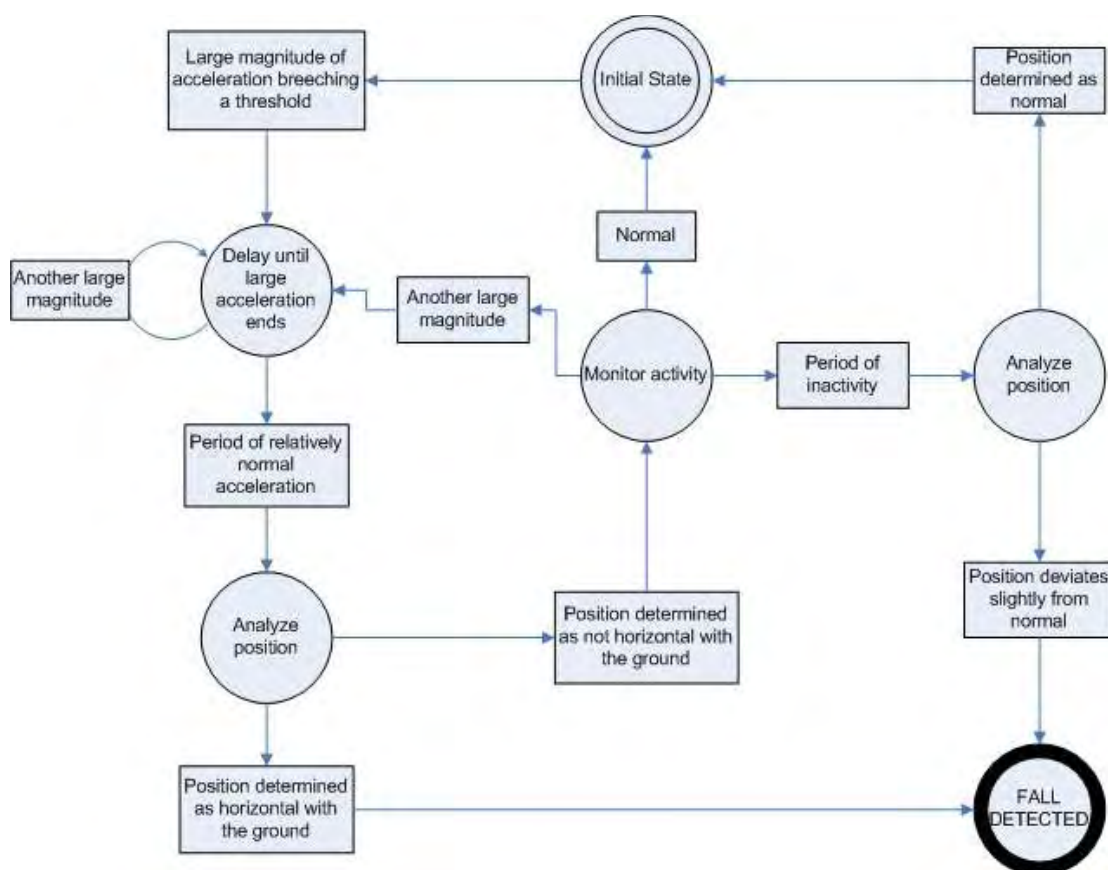 Large magnitude of
acceleration breeching
a threshold
Initial State
Position
determined as
normal
Normal
Another large
magnitude
Delay until
large
acceleration
ends
Another large
magnitude
Monitor activity
Period of
inactivity
Analyze
position
Period of relatively
normal
acceleration
Analyze
position
Position determined
as not horizontal with
the ground
Position deviates
slightly from
normal
Position determined
as horizontal with
the ground
FALL
DETECTED